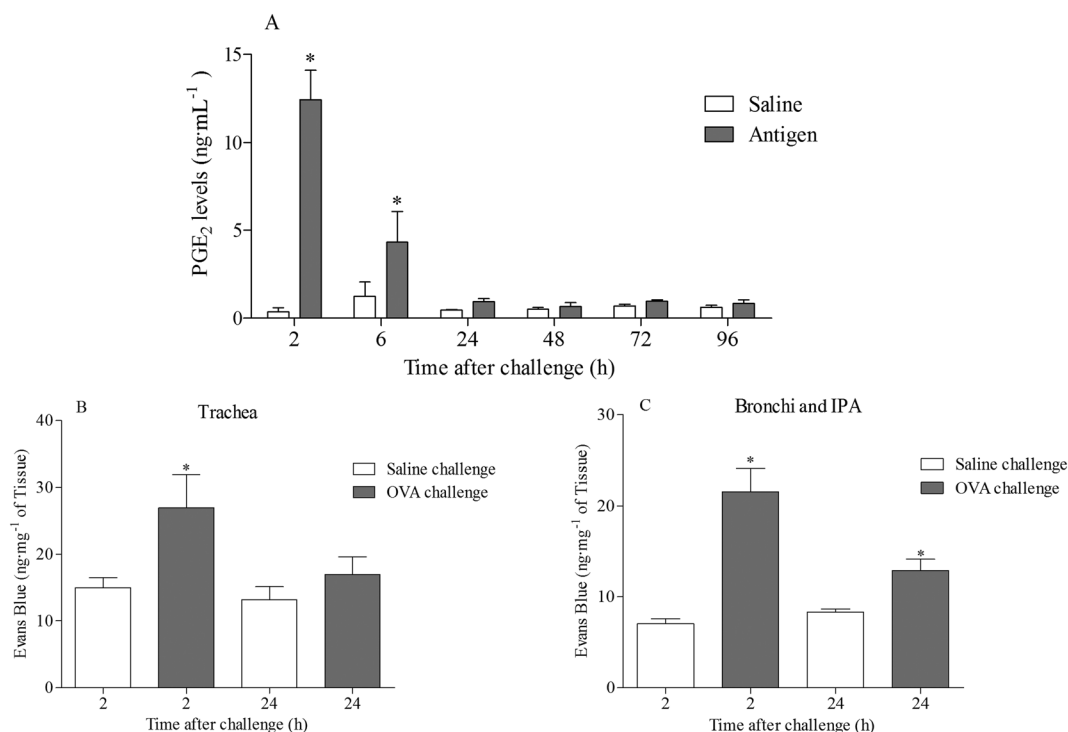 A
PGE₂ levels (ng·mL⁻¹)
15
10
5
0
*
*
Saline
Antigen
2 6 24 48 72 96
Time after challenge (h)
B
Trachea
Evans Blue (ng·mg⁻¹ of Tissue)
40
30
20
10
0
*
Saline challenge
OVA challenge
2 2 24 24
Time after challenge (h)
C
Bronchi and IPA
Evans Blue (ng·mg⁻¹ of Tissue)
30
20
10
0
*
*
Saline challenge
OVA challenge
2 2 24 24
Time after challenge (h)